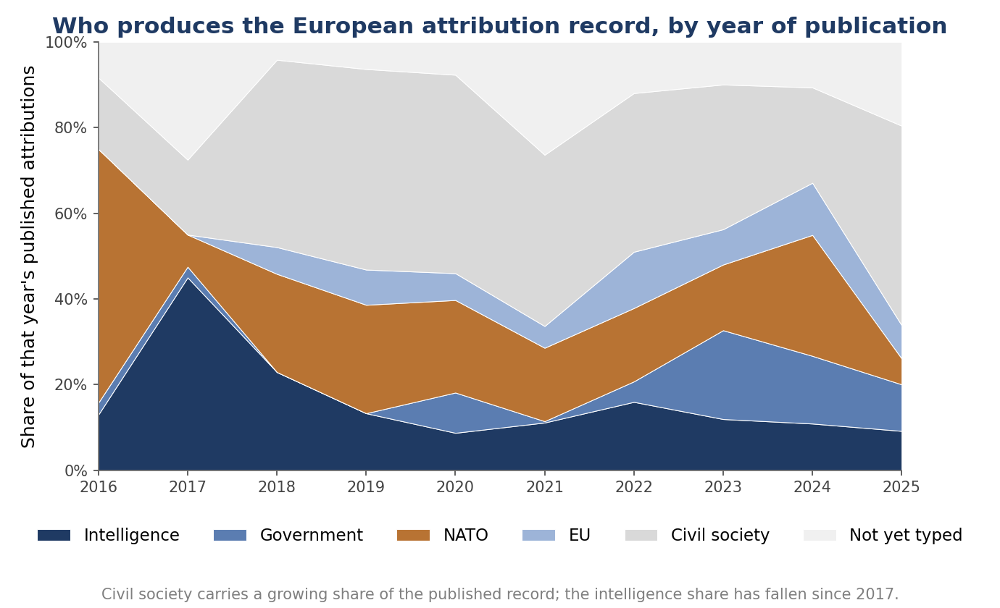 Who produces the European attribution record, by year of publication
Share of that year's published attributions
100%
80%
60%
40%
20%
0%
2016 2017 2018 2019 2020 2021 2022 2023 2024 2025
Intelligence Government NATO EU Civil society Not yet typed
Civil society carries a growing share of the published record; the intelligence share has fallen since 2017.